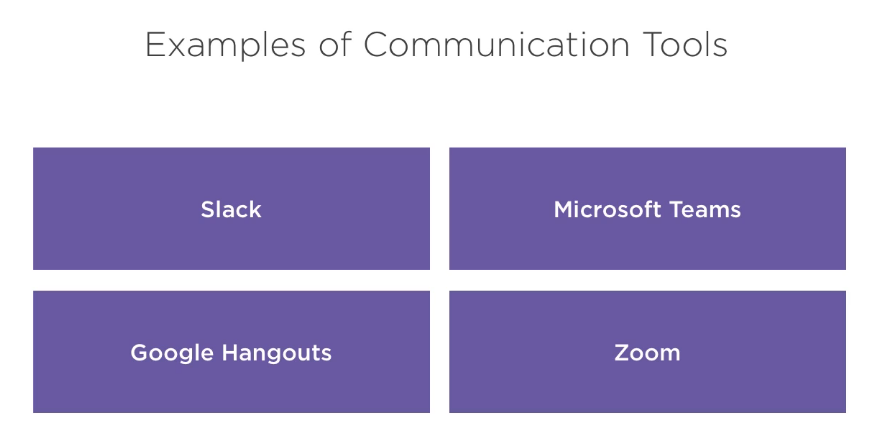 Examples of Communication Tools
Slack
Microsoft Teams
Google Hangouts
Zoom